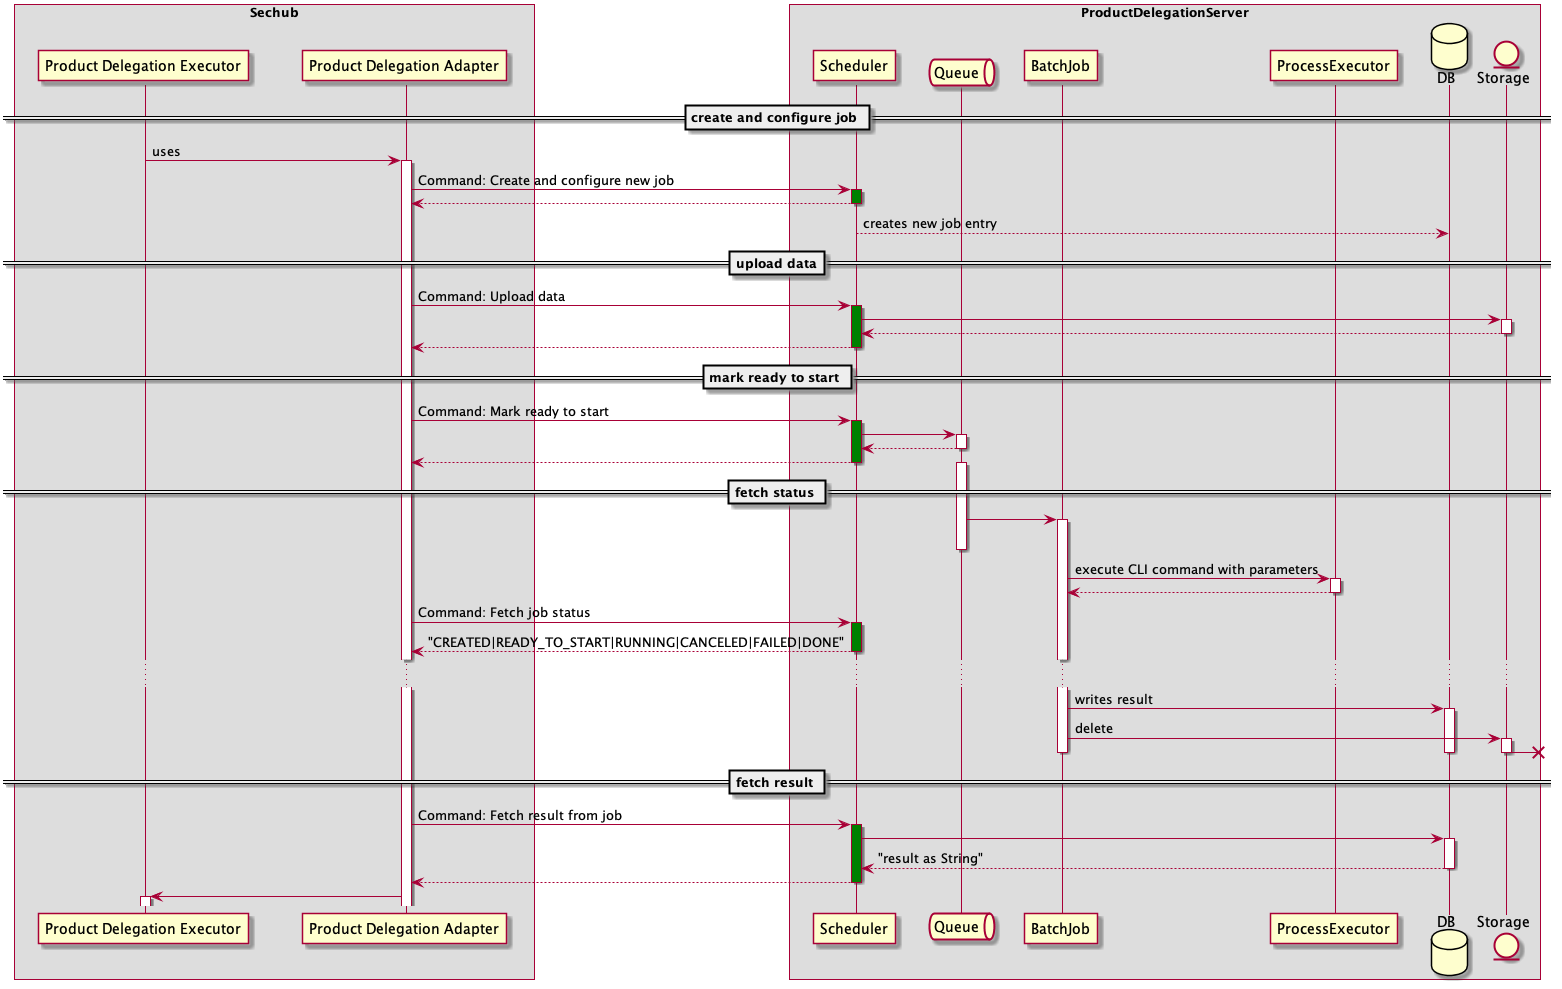 Sechub
ProductDelegationServer
Product Delegation Executor
Product Delegation Adapter
Scheduler
Queue
BatchJob
ProcessExecutor
DB
Storage
create and configure job
uses
Command: Create and configure new job
creates new job entry
upload data
Command: Upload data
mark ready to start
Command: Mark ready to start
fetch status
execute CLI command with parameters
Command: Fetch job status
"CREATED|READY_TO_START|RUNNING|CANCELED|FAILED|DONE"
writes result
delete
fetch result
Command: Fetch result from job
"result as String"
Product Delegation Executor
Product Delegation Adapter
Scheduler
Queue
BatchJob
ProcessExecutor
DB
Storage